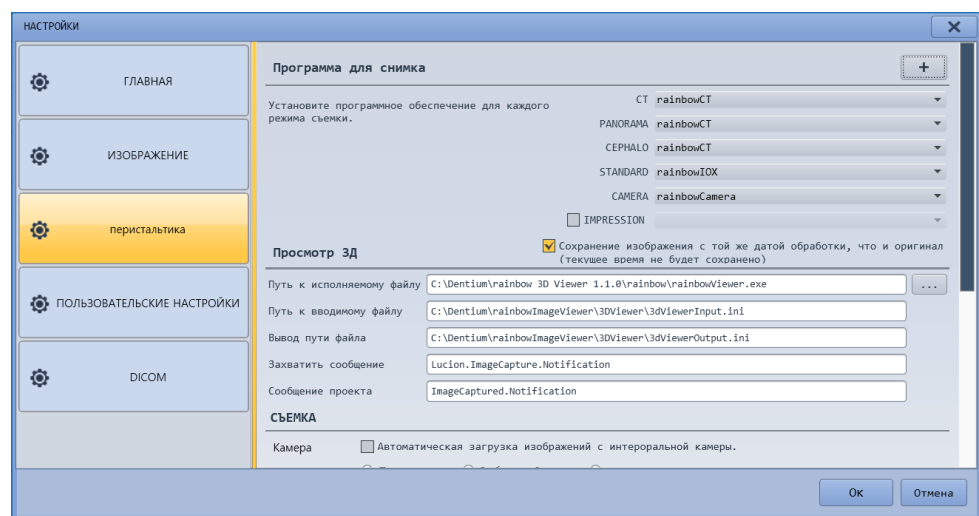 НАСТРОЙКИ
ГЛАВНАЯ
ИЗОБРАЖЕНИЕ
перистальтика
ПОЛЬЗОВАТЕЛЬСКИЕ НАСТРОЙКИ
DICOM
Программа для снимка
+
Установите программное обеспечение для каждого
режима съемки.
CT rainbowCT
PANORAMA rainbowCT
CEPHALO rainbowCT
STANDARD rainbowIOX
CAMERA rainbowCamera
IMPRESSION
Просмотр 3Д
Сохранение изображения с той же датой обработки, что и оригинал
(текущее время не будет сохранено)
Путь к исполняемому файлу C:\Dentium\rainbow 3D Viewer 1.1.0\rainbow\rainbowViewer.exe ...
Путь к вводимому файлу C:\Dentium\rainbowImageViewer\3DViewer\3dViewerInput.ini
Вывод пути файла C:\Dentium\rainbowImageViewer\3DViewer\3dViewerOutput.ini
Захватить сообщение Lucion.ImageCapture.Notification
Сообщение проекта ImageCaptured.Notification
СЪЕМКА
Камера Автоматическая загрузка изображений с интероральной камеры.
Ок Отмена